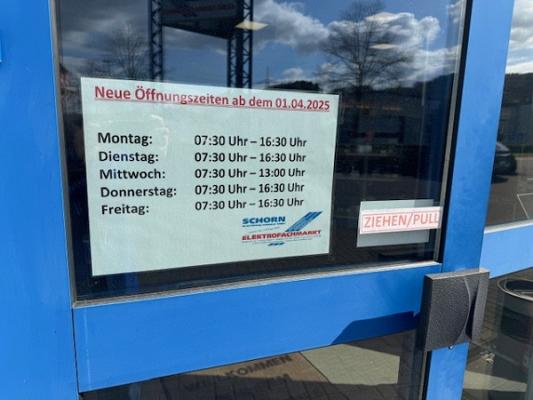 Neue Öffnungszeiten ab dem 01.04.2025
Montag: 07:30 Uhr – 16:30 Uhr
Dienstag: 07:30 Uhr – 16:30 Uhr
Mittwoch: 07:30 Uhr – 13:00 Uhr
Donnerstag: 07:30 Uhr – 16:30 Uhr
Freitag: 07:30 Uhr – 16:30 Uhr
SCHORN
ELEKTROFACHMARKT
ZIEHEN/PULL